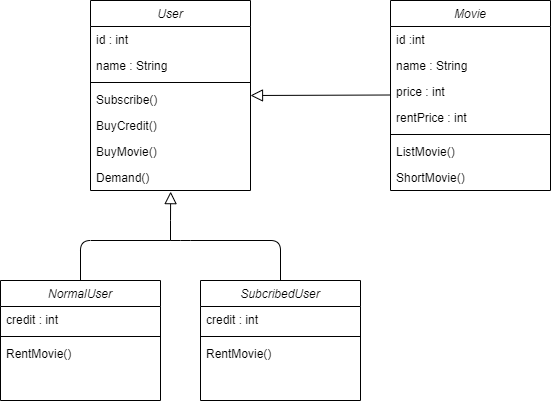 User
id : int
name : String
Subscribe()
BuyCredit()
BuyMovie()
Demand()
Movie
id :int
name : String
price : int
rentPrice : int
ListMovie()
ShortMovie()
NormalUser
credit : int
RentMovie()
SubcribedUser
credit : int
RentMovie()